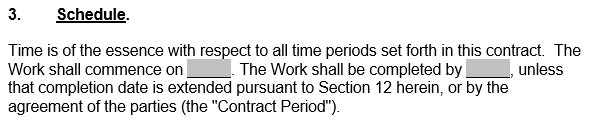 3. Schedule.
Time is of the essence with respect to all time periods set forth in this contract. The
Work shall commence on _____. The Work shall be completed by _____, unless
that completion date is extended pursuant to Section 12 herein, or by the
agreement of the parties (the "Contract Period").